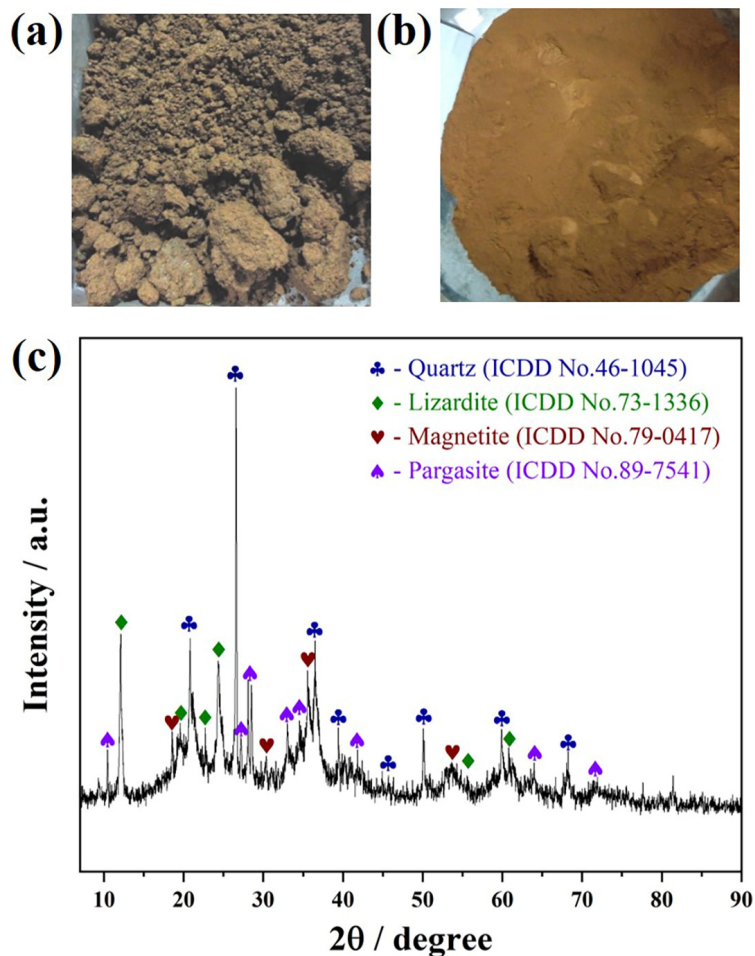 (a)
(b)
(c)
♣ - Quartz (ICDD No.46-1045)
♦ - Lizardite (ICDD No.73-1336)
♥ - Magnetite (ICDD No.79-0417)
♠ - Pargasite (ICDD No.89-7541)
Intensity / a.u.
10 20 30 40 50 60 70 80 90
2θ / degree